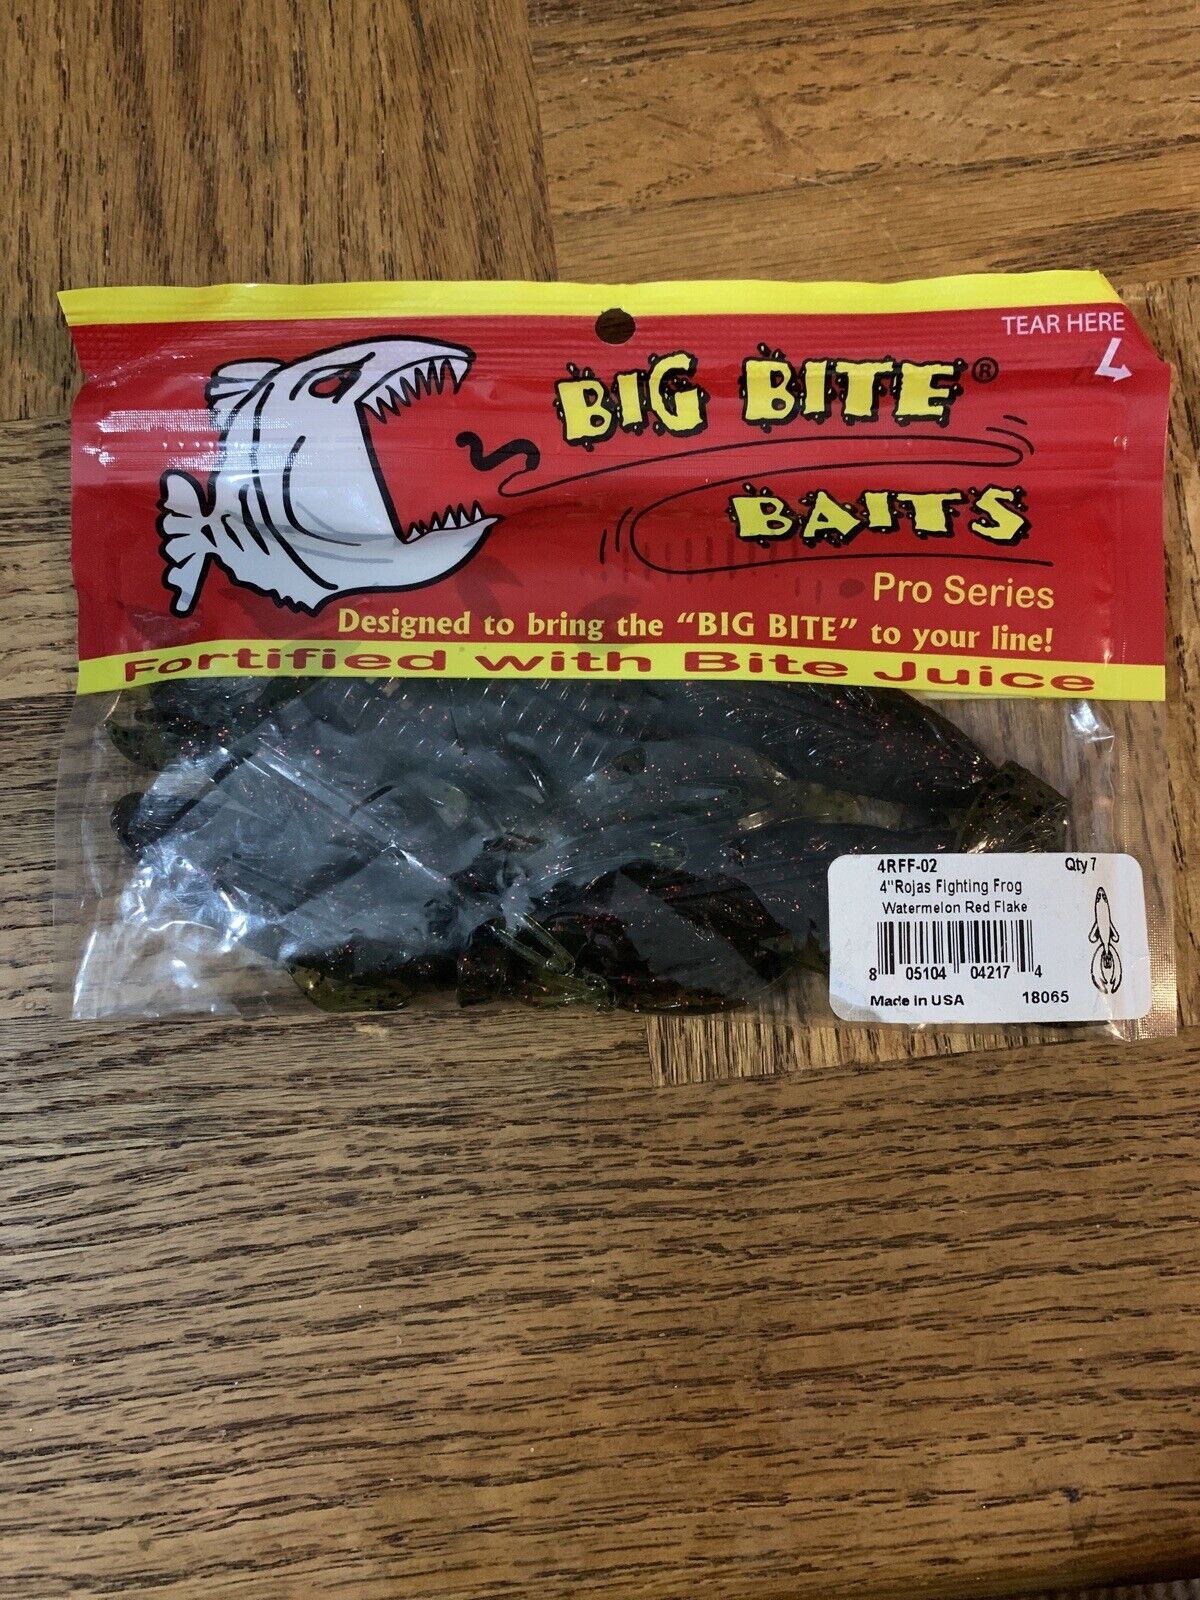 TEAR HERE
BIG BITE®
BAITS
Pro Series
Designed to bring the “BIG BITE” to your line!
Fortified with Bite Juice
4RFF-02 Qty 7
4"Rojas Fighting Frog
Watermelon Red Flake
8 05104 04217 4
Made in USA 18065